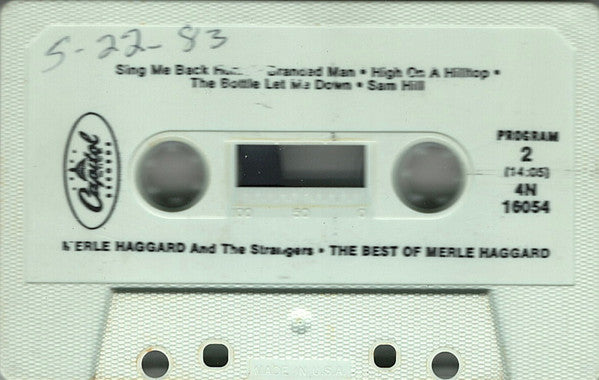 5-22-83
Sing Me Back Branded Man • High On A Hilltop •
The Bottle Let Me Down • Sam Hill
Capitol
RECORDS
PROGRAM
2
(14:05)
4N
16054
100 50 0
MERLE HAGGARD And The Strangers • THE BEST OF MERLE HAGGARD
MADE IN U.S.A.